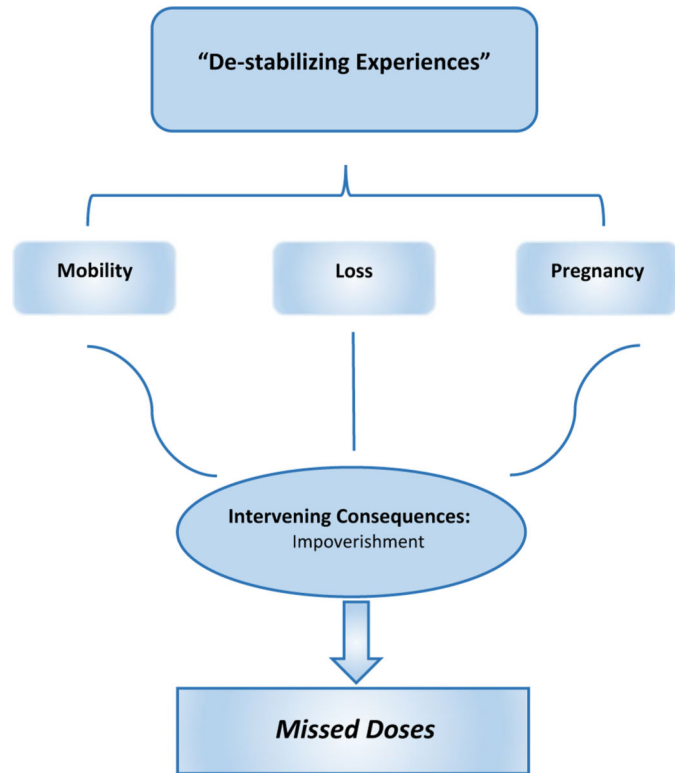 “De-stabilizing Experiences”
Mobility
Loss
Pregnancy
Intervening Consequences:
Impoverishment
Missed Doses